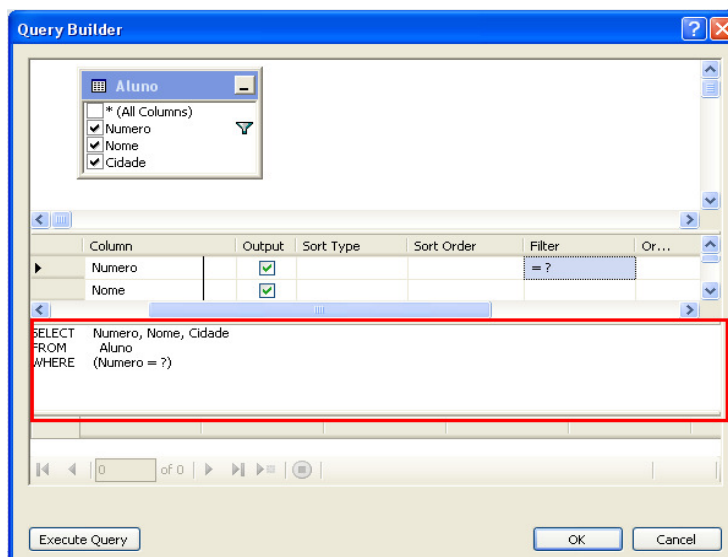 Query Builder
Aluno
* (All Columns)
Numero
Nome
Cidade
Column Output Sort Type Sort Order Filter Or...
Numero = ?
Nome
SELECT Numero, Nome, Cidade
FROM Aluno
WHERE (Numero = ?)
0 of 0
Execute Query OK Cancel